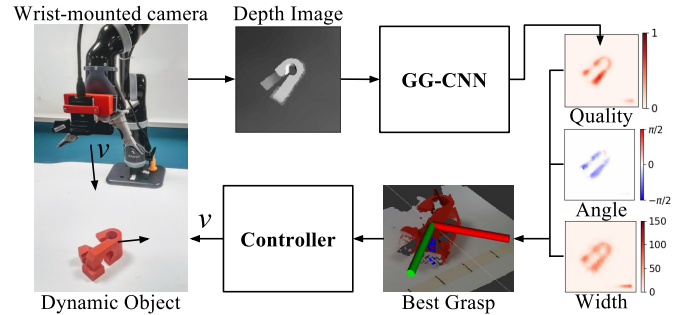 Wrist-mounted camera
Depth Image
GG-CNN
1
0
Quality
π/2
0
−π/2
Angle
150
100
50
0
Width
v
v
Controller
Dynamic Object
Best Grasp